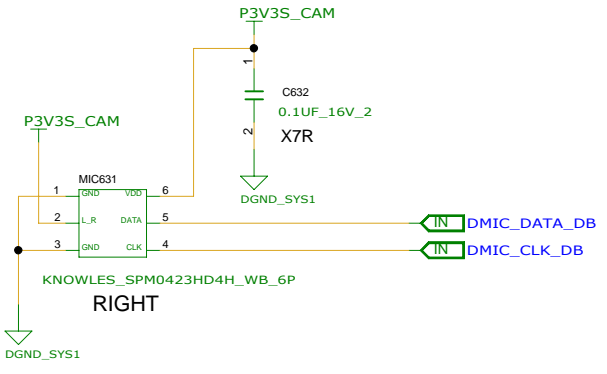 P3V3S_CAM
1
C632
0.1UF_16V_2
2
X7R
P3V3S_CAM
DGND_SYS1
MIC631
1 GND VDD 6
2 L_R DATA 5 IN DMIC_DATA_DB
3 GND CLK 4 IN DMIC_CLK_DB
KNOWLES_SPM0423HD4H_WB_6P
RIGHT
DGND_SYS1